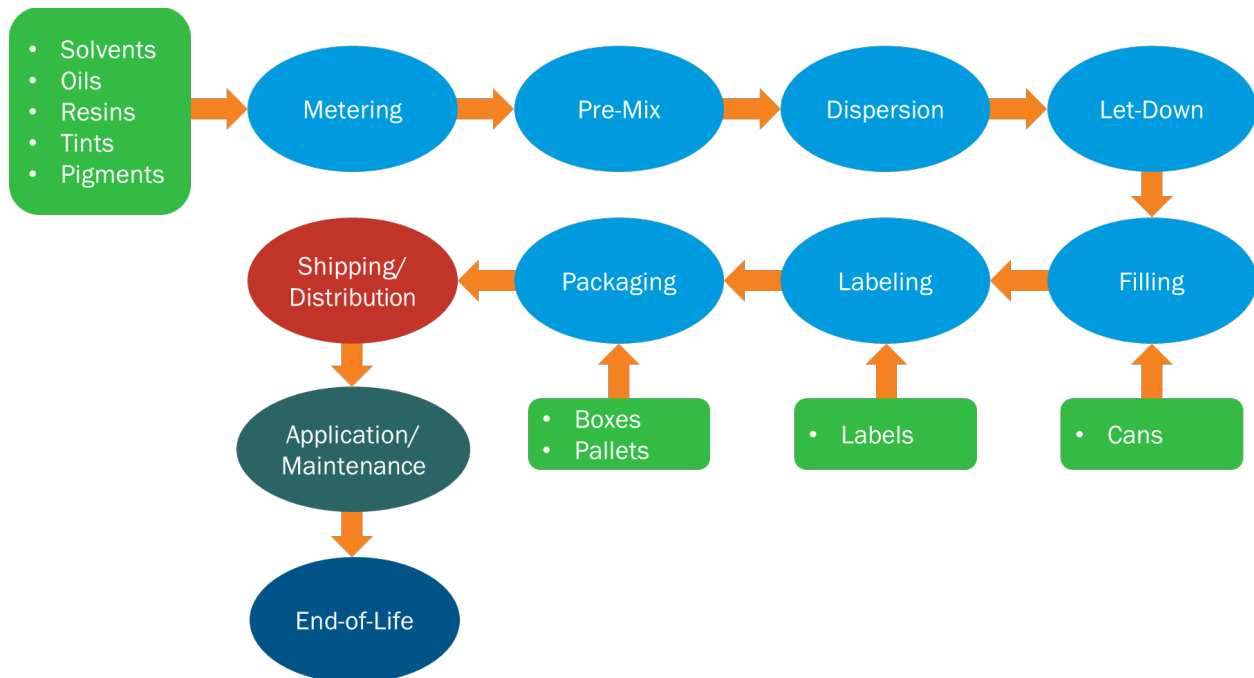 • Solvents
• Oils
• Resins
• Tints
• Pigments
Metering
Pre-Mix
Dispersion
Let-Down
Shipping/
Distribution
Packaging
Labeling
Filling
Application/
Maintenance
• Boxes
• Pallets
• Labels
• Cans
End-of-Life